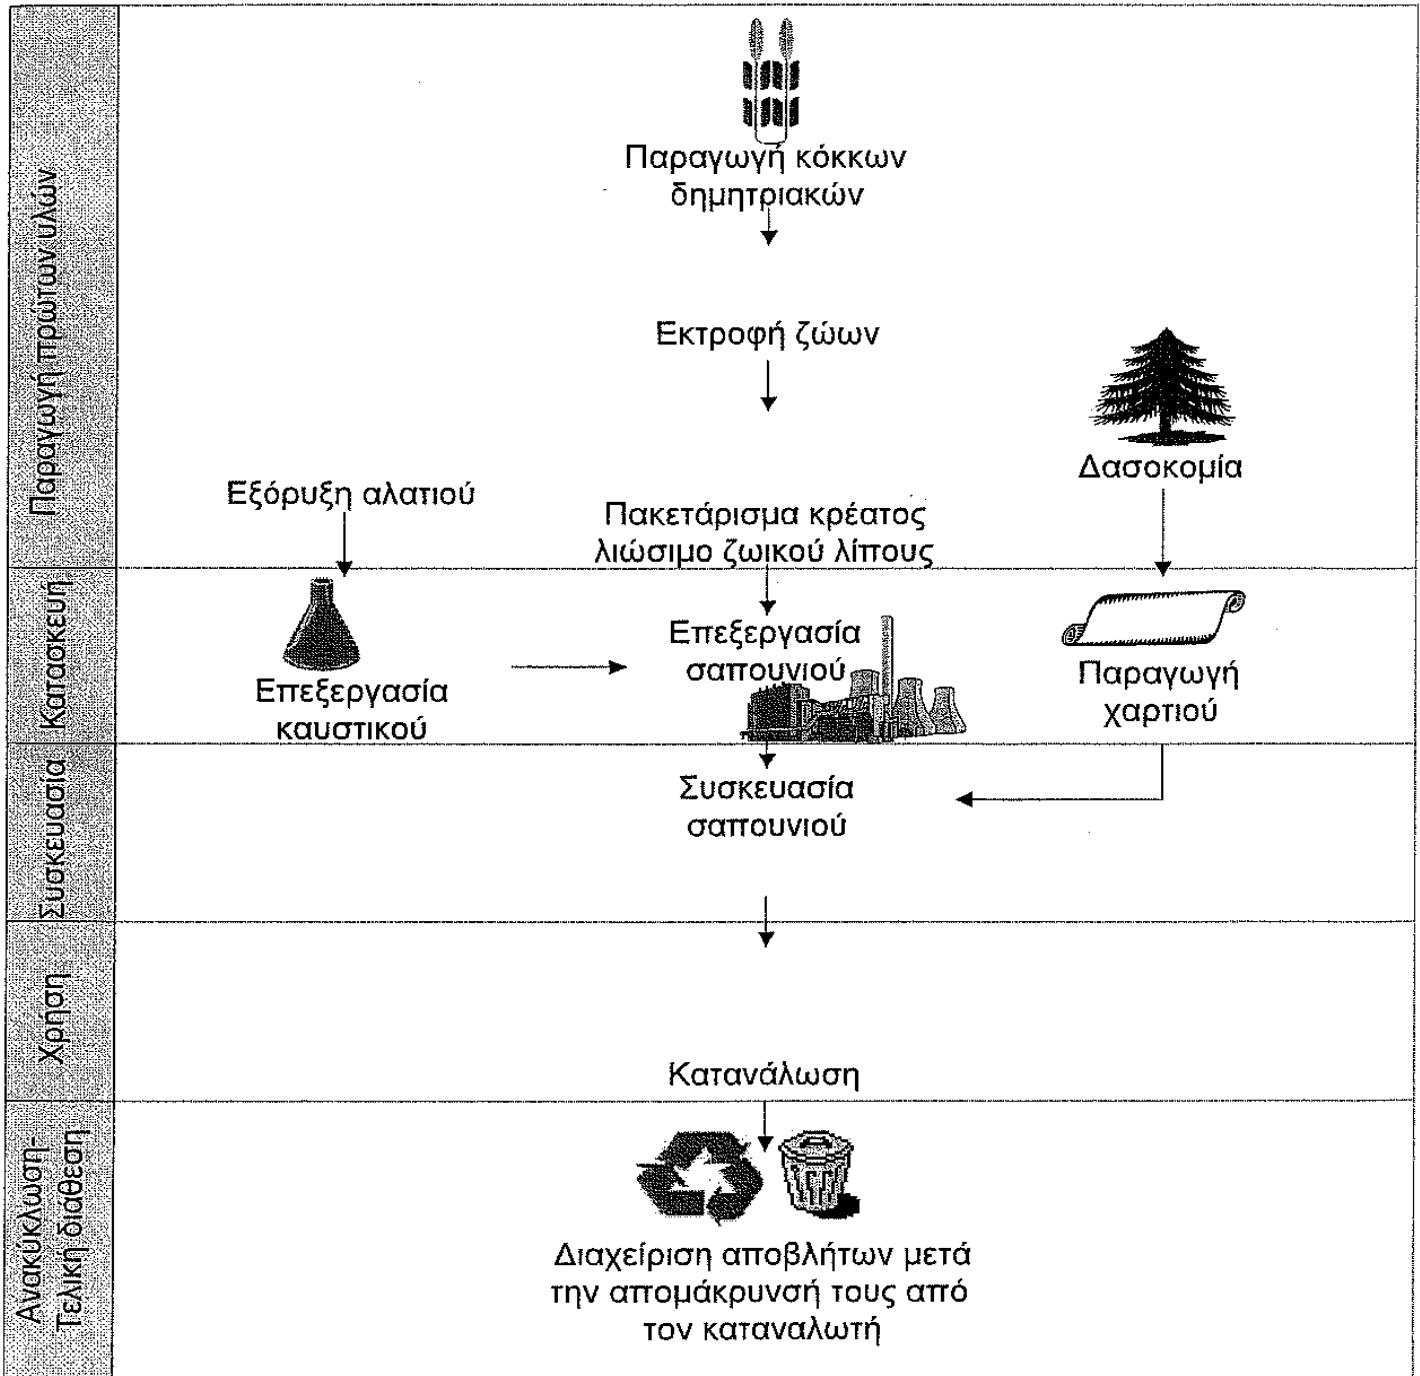 Παραγωγή πρώτων υλών
Παραγωγή κόκκων
δημητριακών
Εκτροφή ζώων
Δασοκομία
Εξόρυξη αλατιού
Πακετάρισμα κρέατος
λιώσιμο ζωικού λίπους
Κατασκευή
Επεξεργασία
καυστικού
Επεξεργασία
σαπουνιού
Παραγωγή
χαρτιού
Συσκευασία
Συσκευασία
σαπουνιού
Χρήση
Κατανάλωση
Ανακύκλωση-
Τελική διάθεση
Διαχείριση αποβλήτων μετά
την απομάκρυνσή τους από
τον καταναλωτή